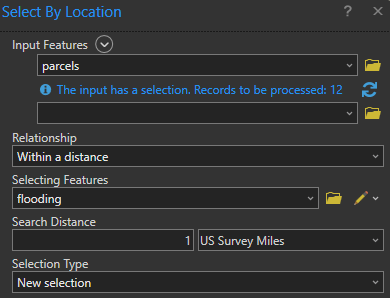 Select By Location ? ×
Input Features
parcels
The input has a selection. Records to be processed: 12
Relationship
Within a distance
Selecting Features
flooding
Search Distance
1 US Survey Miles
Selection Type
New selection